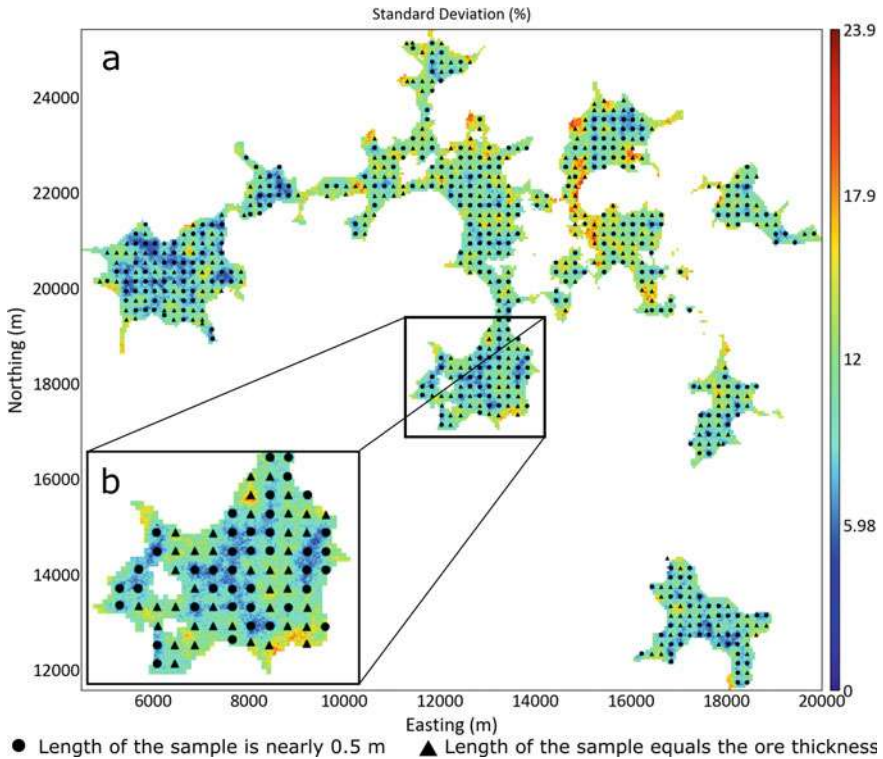 Standard Deviation (%)
a
23.9
17.9
12
5.98
0
24000
22000
20000
18000
16000
14000
12000
Northing (m)
b
6000 8000 10000 12000 14000 16000 18000 20000
Easting (m)
Length of the sample is nearly 0.5 m Length of the sample equals the ore thickness